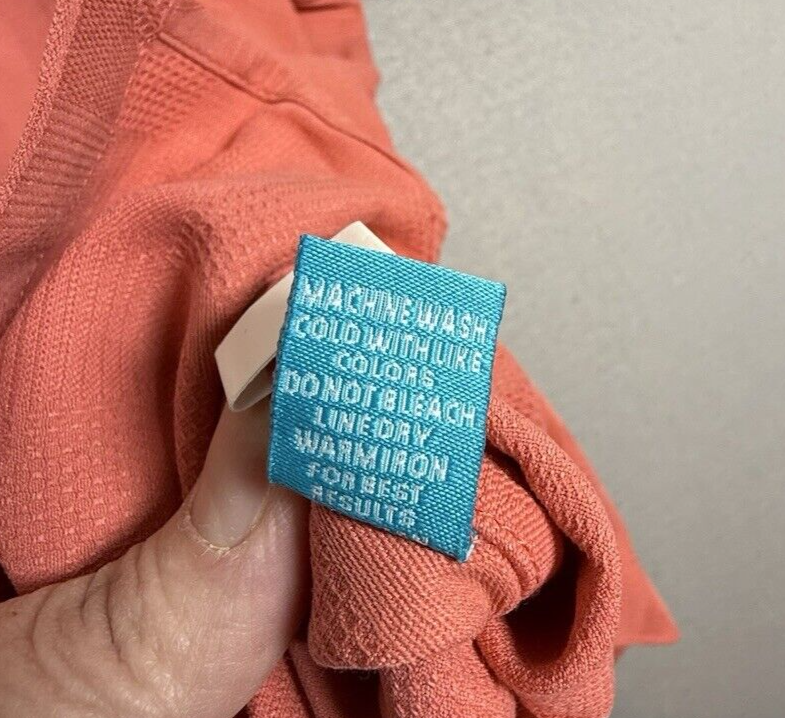 MACHINE WASH
COLD WITH LIKE
COLORS
DO NOT BLEACH
LINE DRY
WARM IRON
FOR BEST
RESULTS